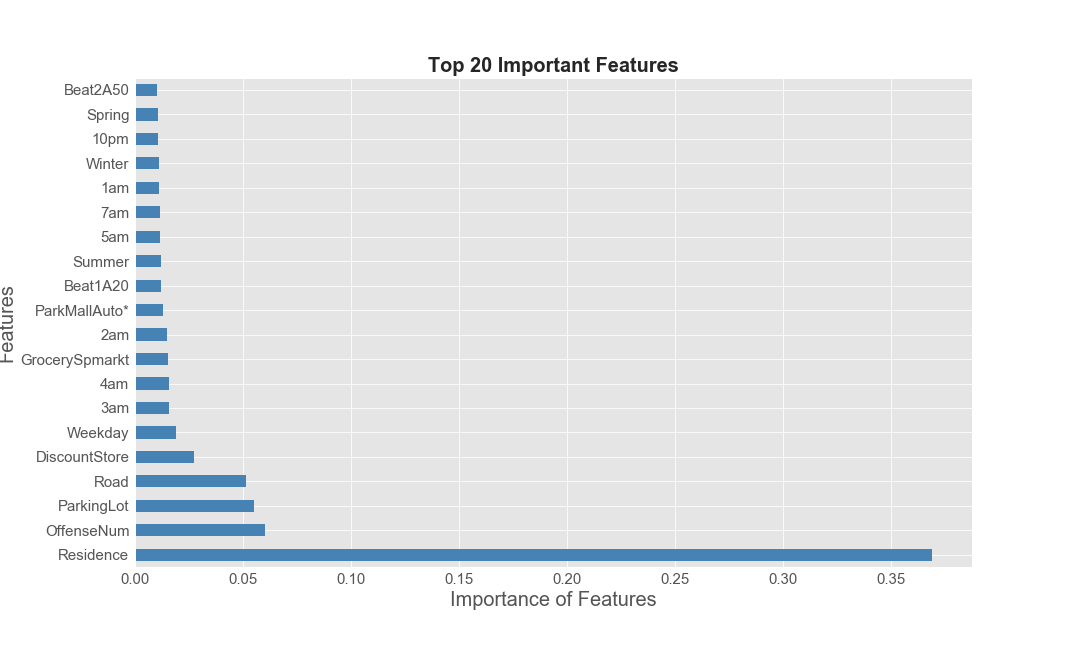 Top 20 Important Features
Beat2A50
Spring
10pm
Winter
1am
7am
5am
Summer
Beat1A20
ParkMallAuto*
2am
GrocerySpmarkt
4am
3am
Weekday
DiscountStore
Road
ParkingLot
OffenseNum
Residence
Features
0.00 0.05 0.10 0.15 0.20 0.25 0.30 0.35
Importance of Features